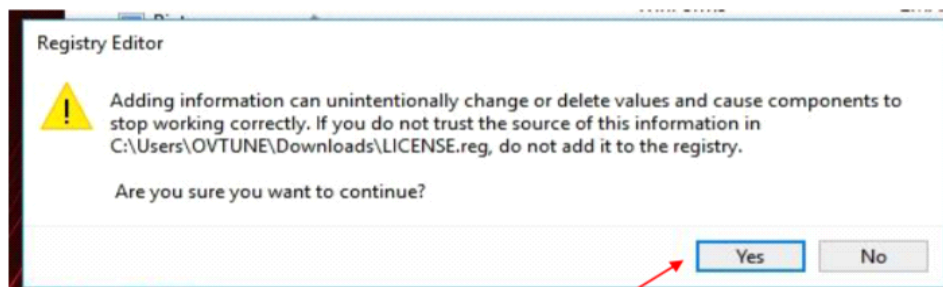 Registry Editor
Adding information can unintentionally change or delete values and cause components to
stop working correctly. If you do not trust the source of this information in
C:\Users\OVTUNE\Downloads\LICENSE.reg, do not add it to the registry.
Are you sure you want to continue?
Yes No